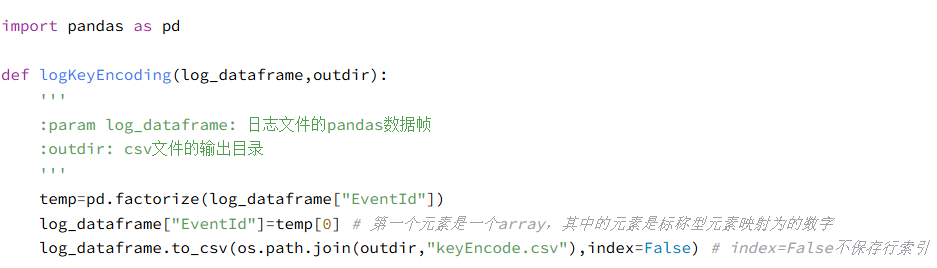 import pandas as pd
def logKeyEncoding(log_dataframe,outdir):
    '''
    :param log_dataframe: 日志文件的pandas数据帧
    :outdir: csv文件的输出目录
    '''
    temp=pd.factorize(log_dataframe["EventId"])
    log_dataframe["EventId"]=temp[0] # 第一个元素是一个array，其中的元素是标称型元素映射为的数字
    log_dataframe.to_csv(os.path.join(outdir,"keyEncode.csv"),index=False) # index=False不保存行索引